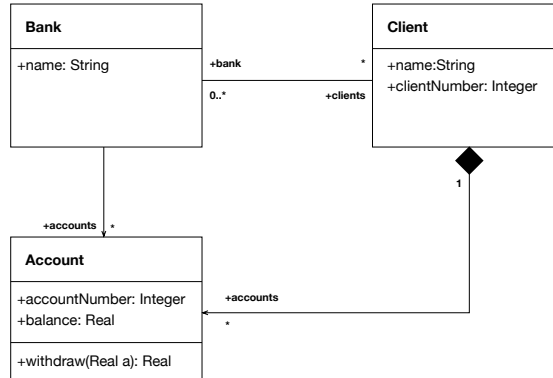 Bank
+name: String
+bank
0..*
*
+clients
Client
+name:String
+clientNumber: Integer
1
+accounts
*
Account
+accountNumber: Integer
+balance: Real
+withdraw(Real a): Real
+accounts
*